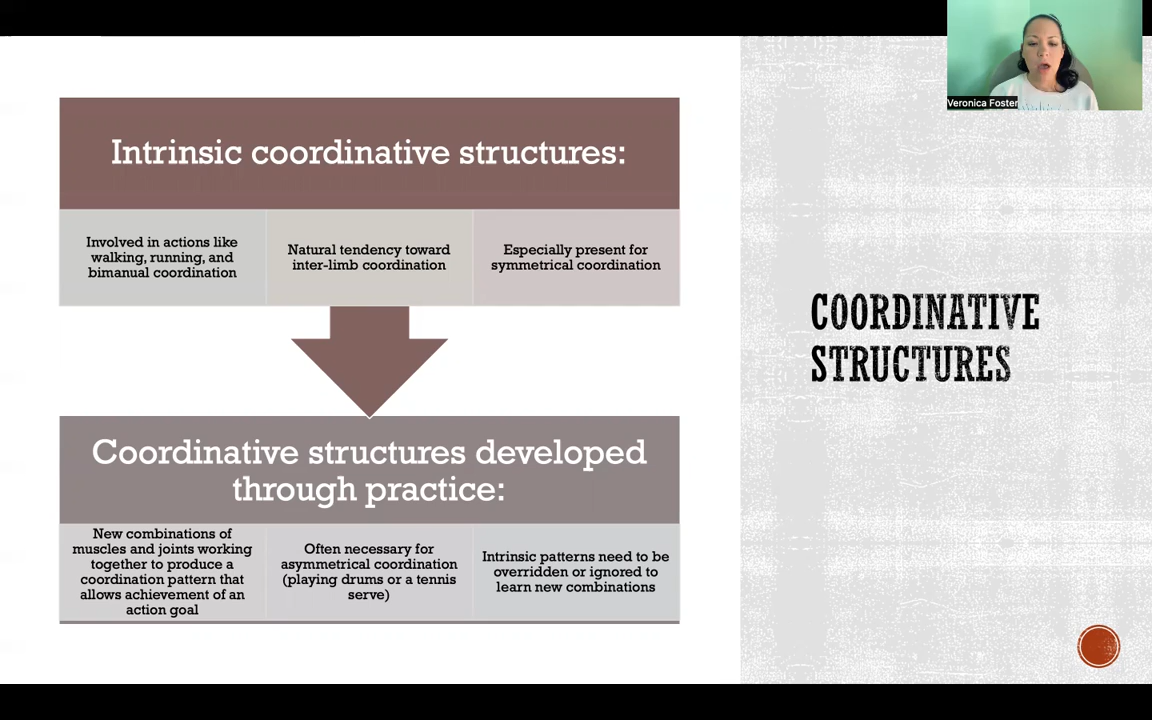 Veronica Foster
Intrinsic coordinative structures:
Involved in actions like
walking, running, and
bimanual coordination
Natural tendency toward
inter-limb coordination
Especially present for
symmetrical coordination
Coordinative structures developed
through practice:
New combinations of
muscles and joints working
together to produce a
coordination pattern that
allows achievement of an
action goal
Often necessary for
asymmetrical coordination
(playing drums or a tennis
serve)
Intrinsic patterns need to be
overridden or ignored to
learn new combinations
COORDINATIVE
STRUCTURES